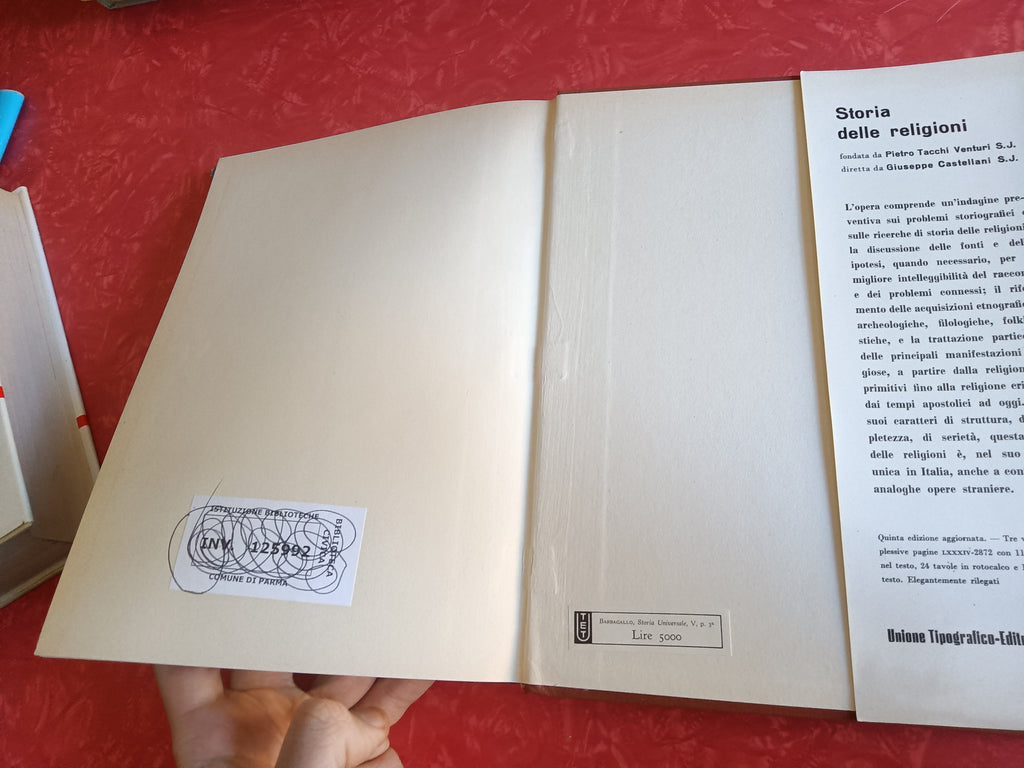 ISTITUZIONE BIBLIOTECHE
BIBLIOTECA
CIVICA
INV. 125992
COMUNE DI PARMA
UTET
BARBAGALLO, Storia Universale, V, p. 3ª
Lire 5000
Storia
delle religioni
fondata da Pietro Tacchi Venturi S.J.
diretta da Giuseppe Castellani S.J.
L'opera comprende un'indagine pre-
ventiva sui problemi storiografici
sulle ricerche di storia delle religioni
la discussione delle fonti e del
ipotesi, quando necessario, per
migliore intelleggibilità del raccon
e dei problemi connessi; il rife
mento delle acquisizioni etnografi
archeologiche, filologiche, folk
stiche, e la trattazione partic
delle principali manifestazioni
giose, a partire dalla religion
primitivi fino alla religione cri
dai tempi apostolici ad oggi.
suoi caratteri di struttura, d
pletezza, di serietà, questa
delle religioni è, nel suo
unica in Italia, anche a con
analoghe opere straniere.
Quinta edizione aggiornata. — Tre v
plessive pagine LXXXIV-2872 con 11
nel testo, 24 tavole in rotocalco e
testo. Elegantemente rilegati
Unione Tipografico-Edit